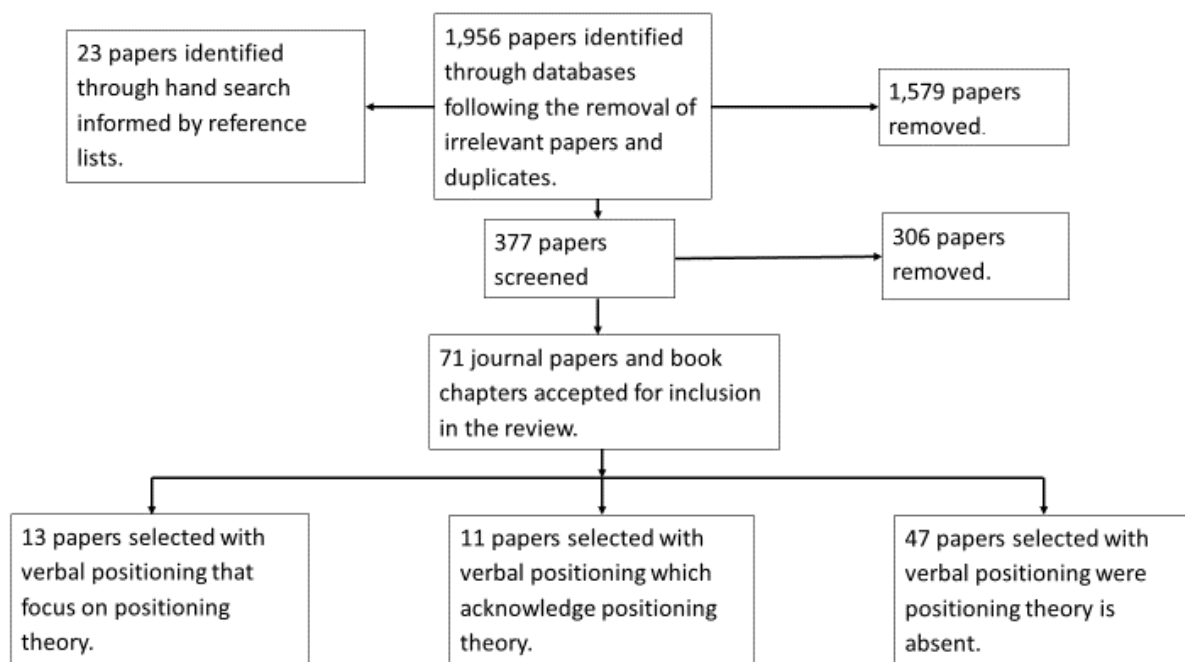 23 papers identified
through hand search
informed by reference
lists.
1,956 papers identified
through databases
following the removal of
irrelevant papers and
duplicates.
1,579 papers
removed.
377 papers
screened
306 papers
removed.
71 journal papers and book
chapters accepted for inclusion
in the review.
13 papers selected with
verbal positioning that
focus on positioning
theory.
11 papers selected with
verbal positioning which
acknowledge positioning
theory.
47 papers selected with
verbal positioning were
positioning theory is
absent.